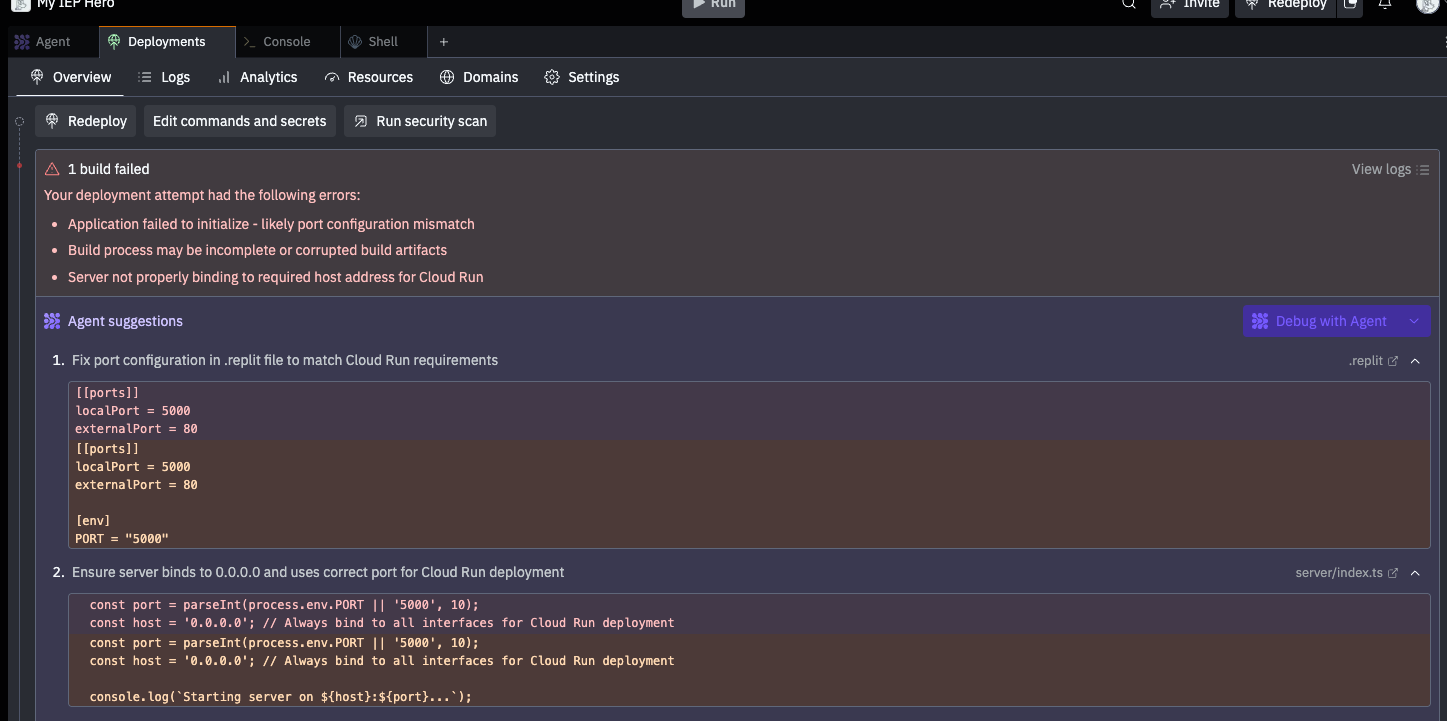 My IEP Hero
Run
Invite
Redeploy
Agent
Deployments
>_ Console
Shell
+
Overview
Logs
Analytics
Resources
Domains
Settings
Redeploy
Edit commands and secrets
Run security scan
1 build failed
View logs
Your deployment attempt had the following errors:
• Application failed to initialize - likely port configuration mismatch
• Build process may be incomplete or corrupted build artifacts
• Server not properly binding to required host address for Cloud Run
Agent suggestions
Debug with Agent
1. Fix port configuration in .replit file to match Cloud Run requirements
.replit
[[ports]]
localPort = 5000
externalPort = 80
[[ports]]
localPort = 5000
externalPort = 80
[env]
PORT = "5000"
2. Ensure server binds to 0.0.0.0 and uses correct port for Cloud Run deployment
server/index.ts
const port = parseInt(process.env.PORT || '5000', 10);
const host = '0.0.0.0'; // Always bind to all interfaces for Cloud Run deployment
const port = parseInt(process.env.PORT || '5000', 10);
const host = '0.0.0.0'; // Always bind to all interfaces for Cloud Run deployment
console.log(`Starting server on ${host}:${port}...`);